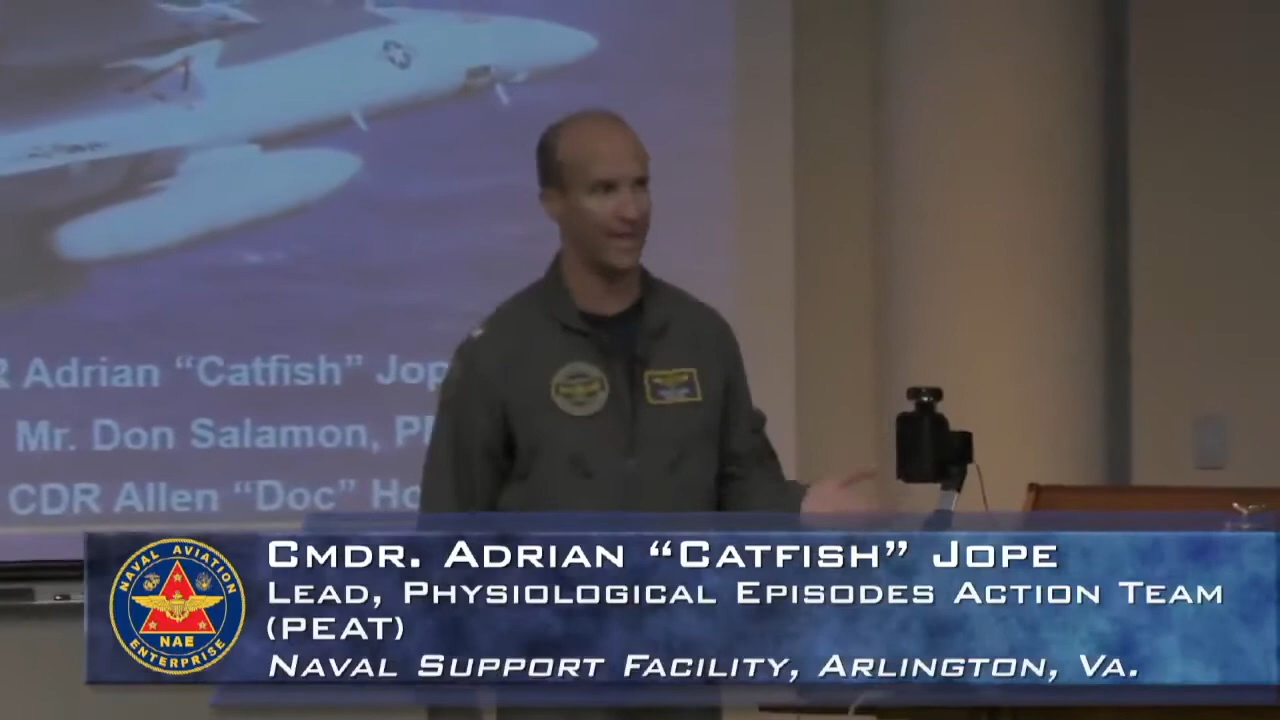 Adrian “Catfish” Jop
Mr. Don Salamon, P
CDR Allen “Doc” Ho
CMDR. ADRIAN “CATFISH” JOPE
LEAD, PHYSIOLOGICAL EPISODES ACTION TEAM
(PEAT)
NAVAL SUPPORT FACILITY, ARLINGTON, VA.
NAVAL AVIATION
NAE
ENTERPRISE